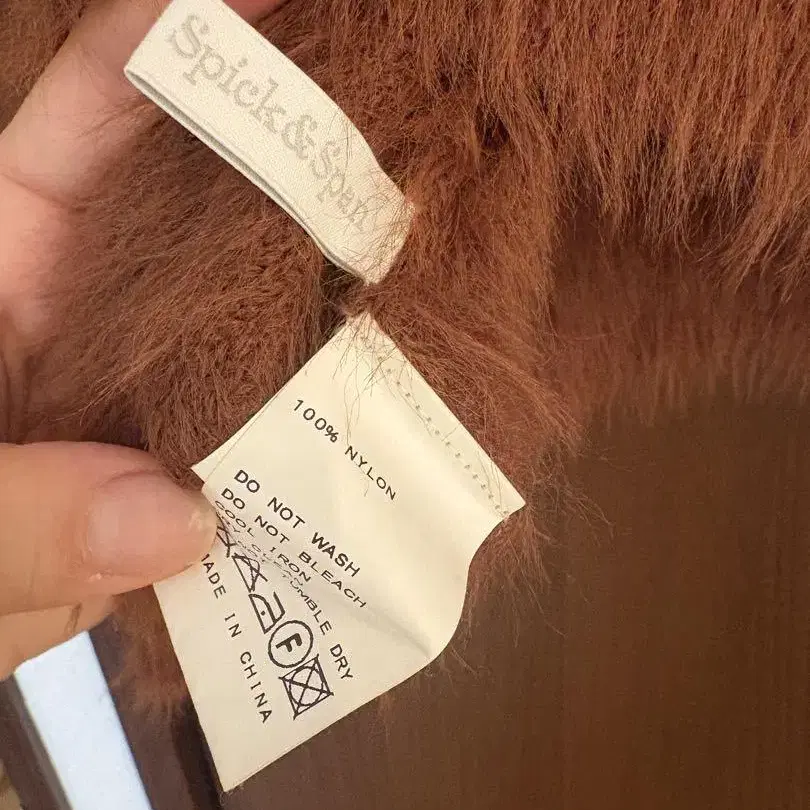 Spick&Span
100% NYLON
DO NOT WASH
DO NOT BLEACH
COOL IRON
TUMBLE DRY
F
MADE IN CHINA